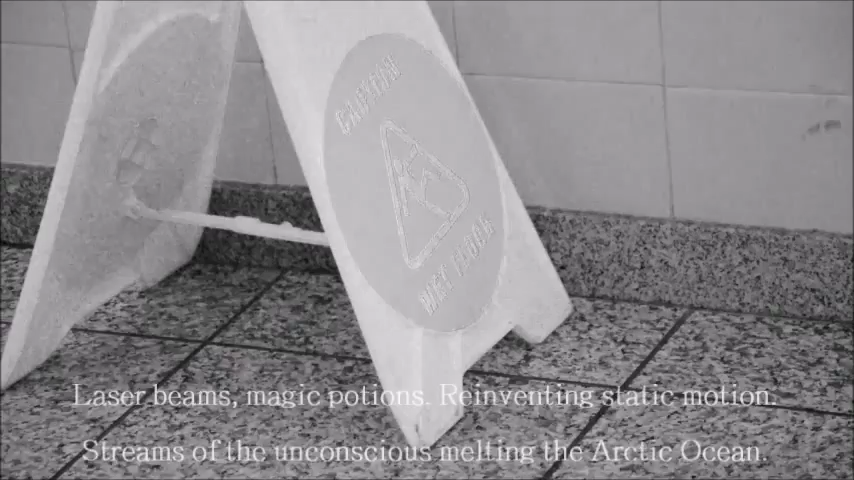 CAUTION
WET FLOOR
Laser beams, magic potions. Reinventing static motion.
Streams of the unconscious melting the Arctic Ocean.